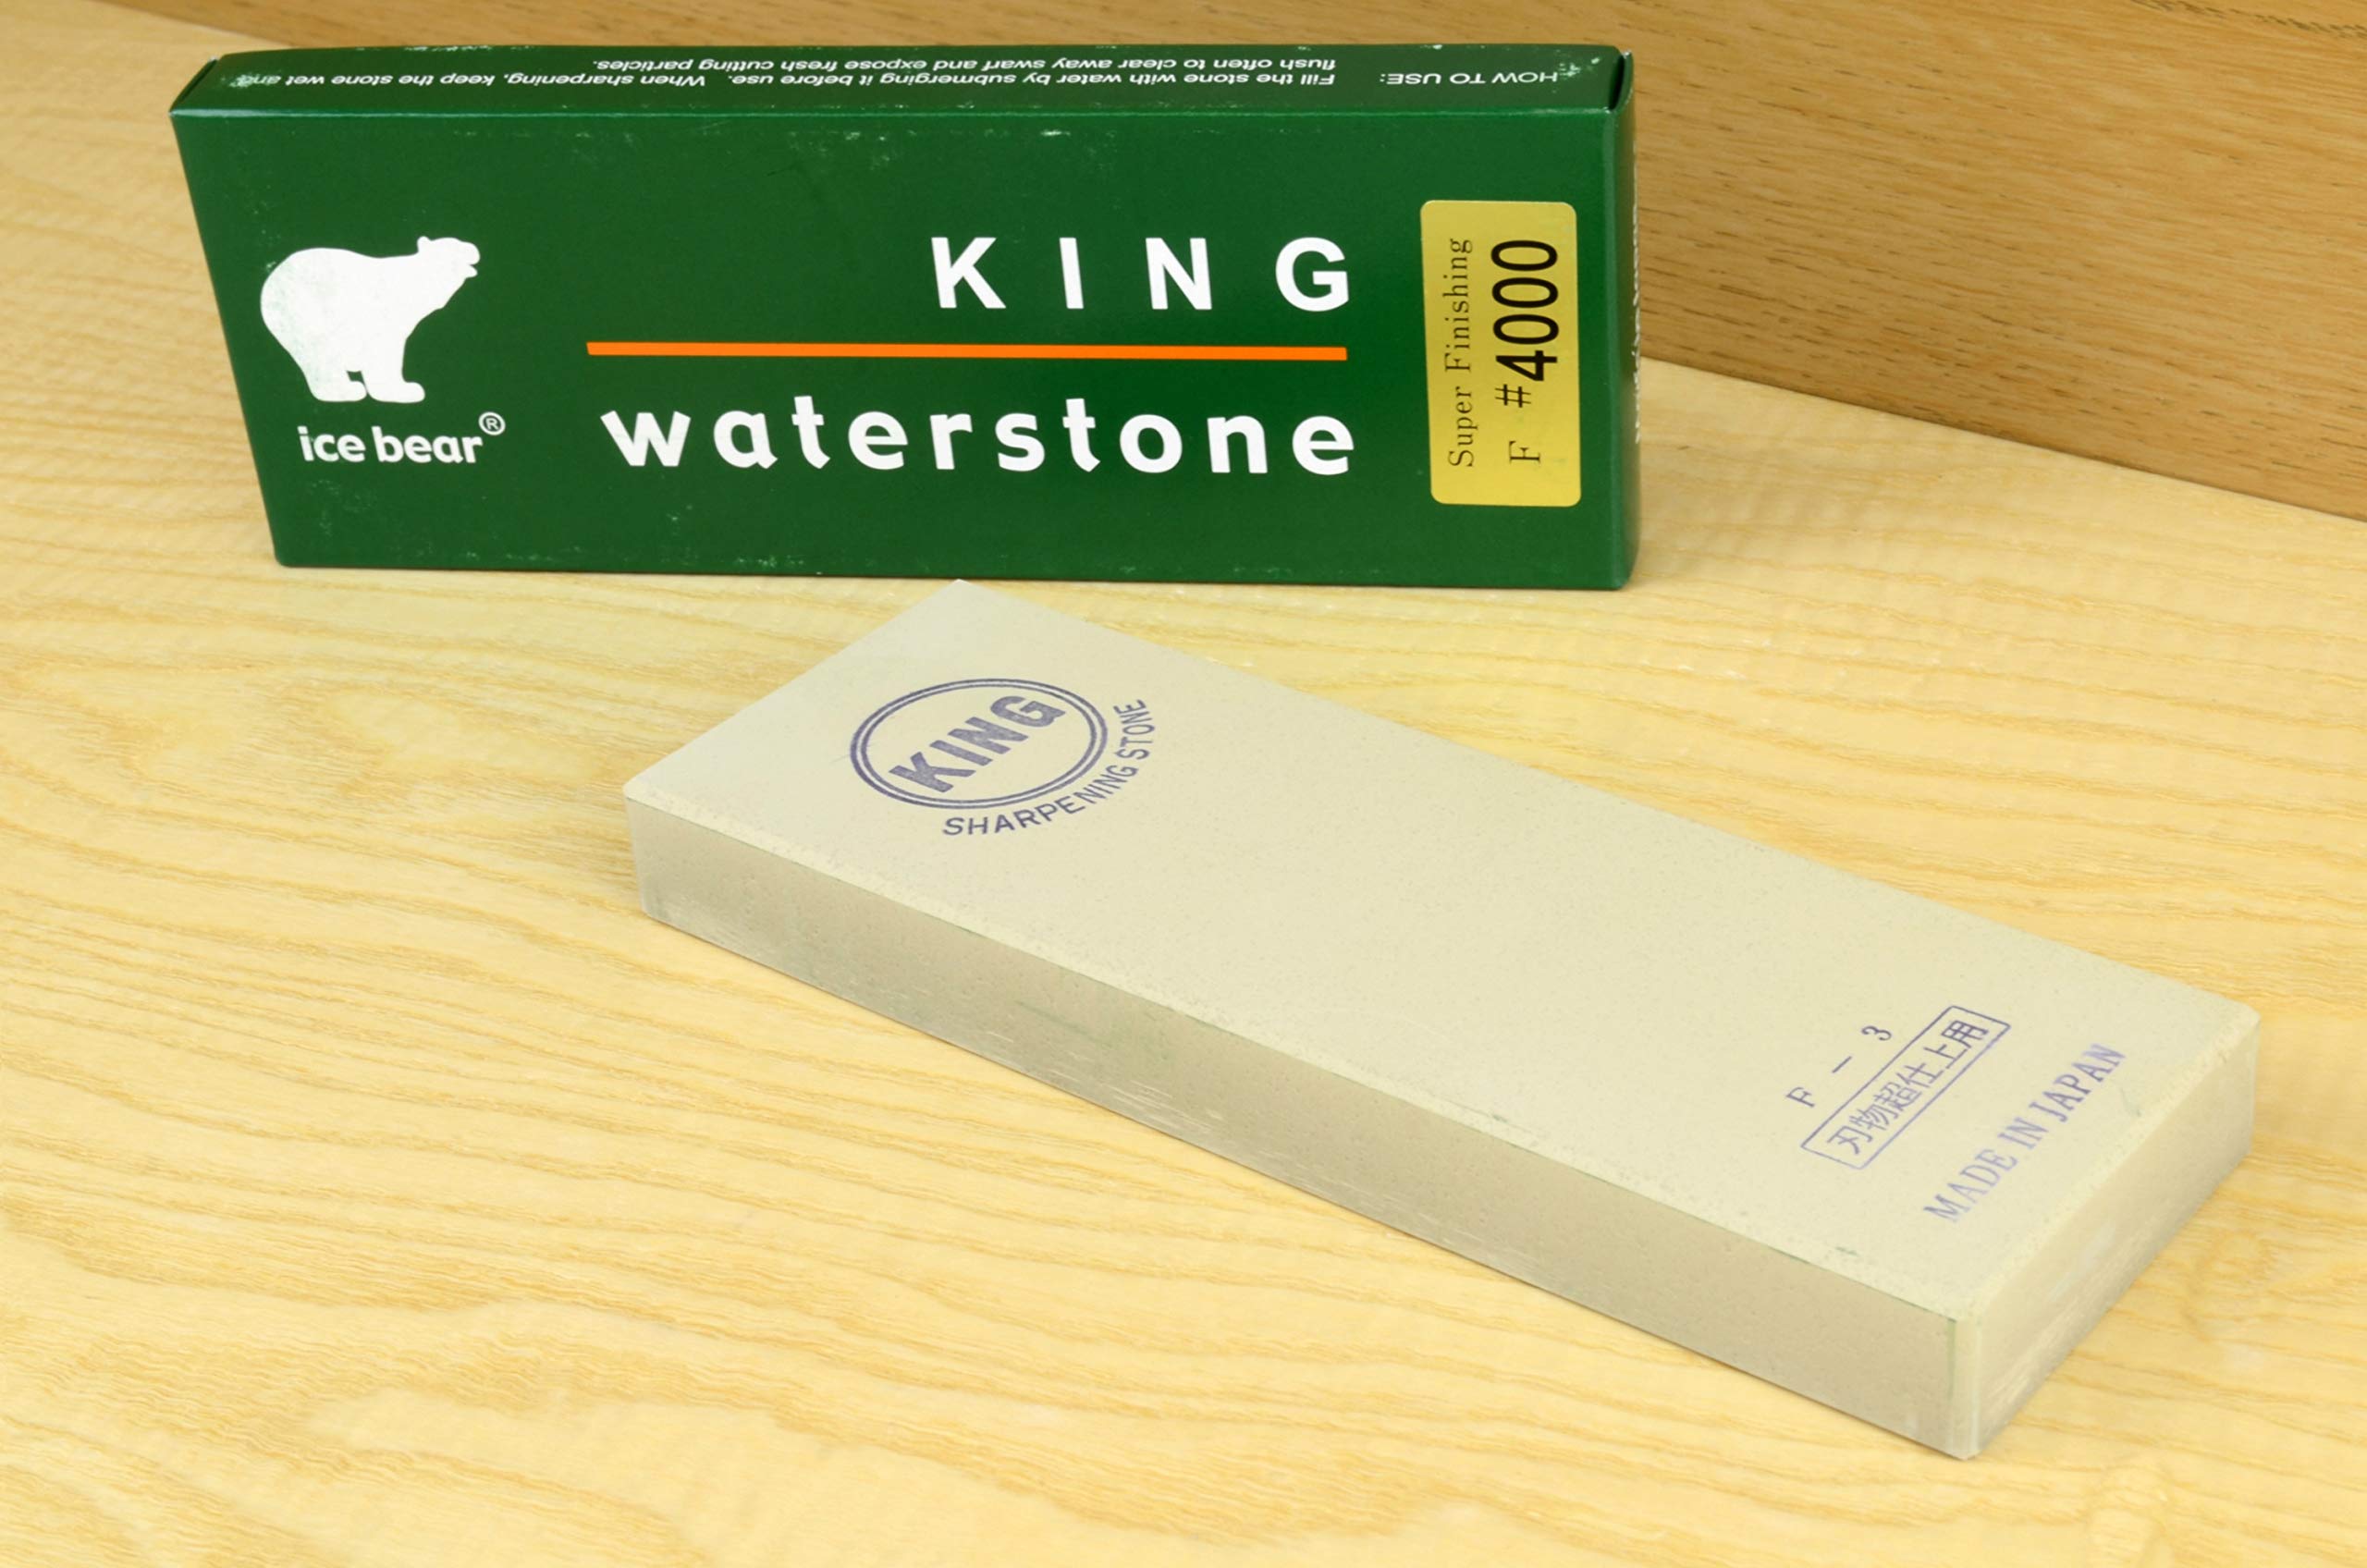 HOW TO USE: Fill the stone with water by submerging it before use. When sharpening, keep the stone wet and
flush often to clear away swarf and expose fresh cutting particles.
ice bear®
KING
waterstone
Super Finishing
F #4000
KING
SHARPENING STONE
F - 3
刃物超仕上用
MADE IN JAPAN